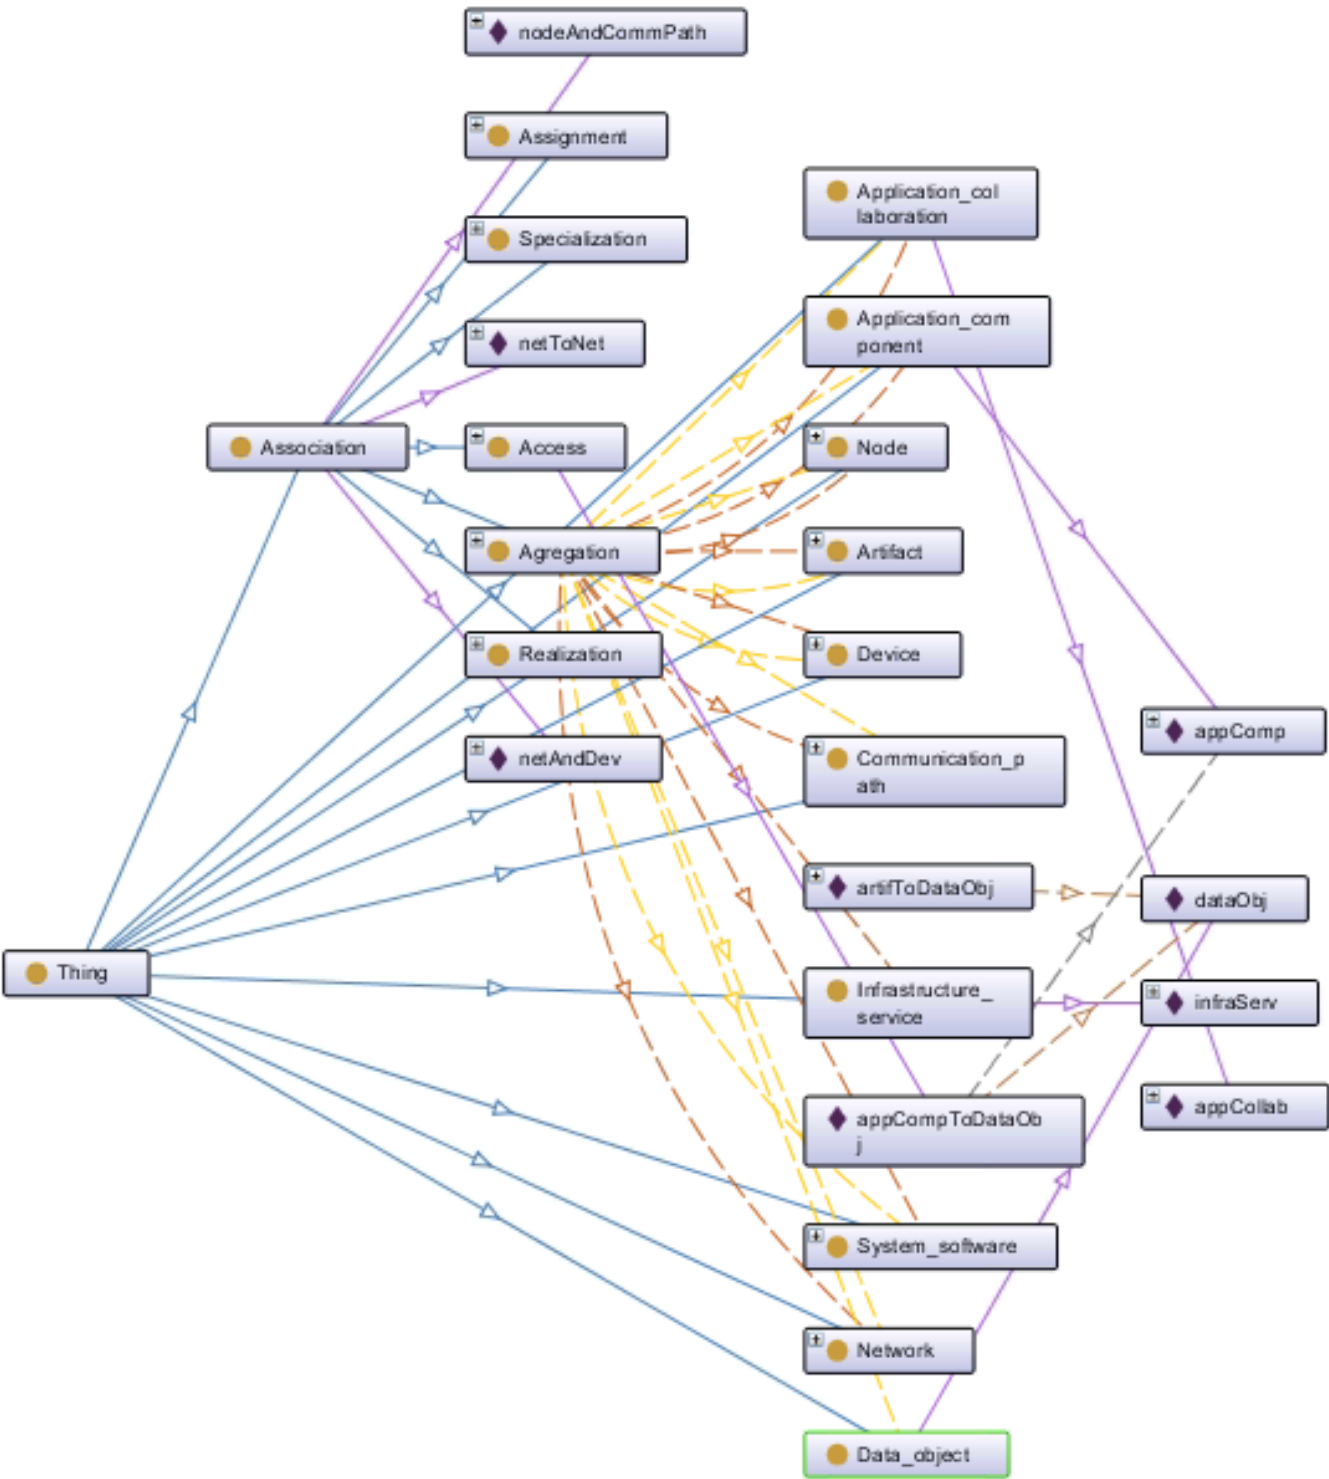 nodeAndCommPath
Assignment
Specialization
netToNet
Association
Access
Agregation
Realization
netAndDev
Thing
Application_col
laboration
Application_com
ponent
Node
Artifact
Device
Communication_p
ath
artifToDataObj
Infrastructure_
service
appCompToDataOb
j
System_software
Network
Data_object
appComp
dataObj
infraServ
appCollab